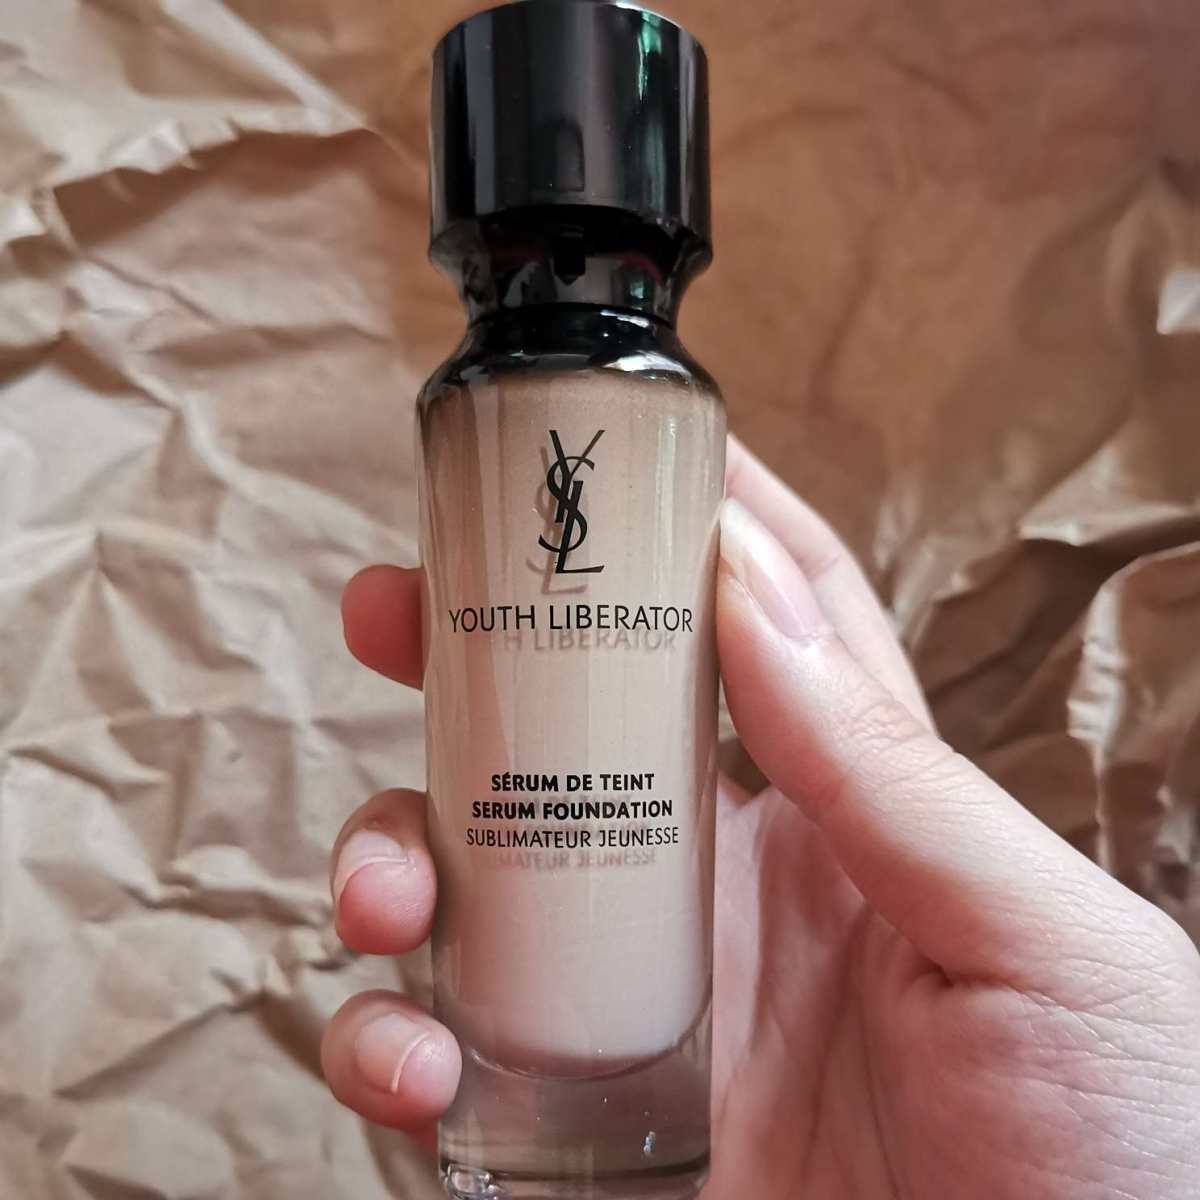 YSL
YOUTH LIBERATOR
SÉRUM DE TEINT
SERUM FOUNDATION
SUBLIMATEUR JEUNESSE